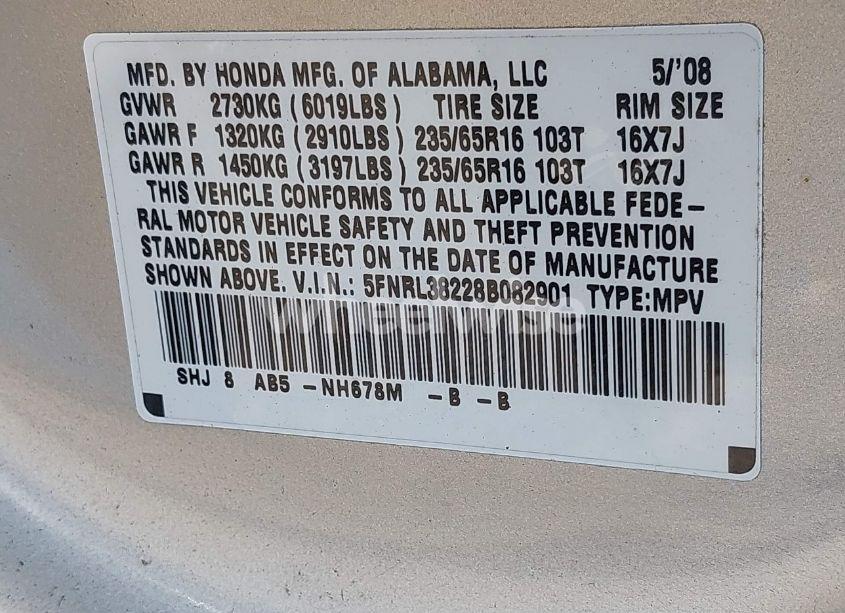 MFD. BY HONDA MFG. OF ALABAMA, LLC 5/'08
GVWR 2730KG (6019LBS) TIRE SIZE RIM SIZE
GAWR F 1320KG (2910LBS) 235/65R16 103T 16X7J
GAWR R 1450KG (3197LBS) 235/65R16 103T 16X7J
THIS VEHICLE CONFORMS TO ALL APPLICABLE FEDE-
RAL MOTOR VEHICLE SAFETY AND THEFT PREVENTION
STANDARDS IN EFFECT ON THE DATE OF MANUFACTURE
SHOWN ABOVE. V.I.N.: 5FNRL38228B082901 TYPE:MPV
wheelwise
SHJ 8 AB5 -NH678M -B -B